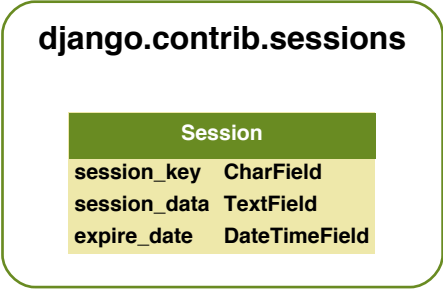 django.contrib.sessions
Session
session_key CharField
session_data TextField
expire_date DateTimeField